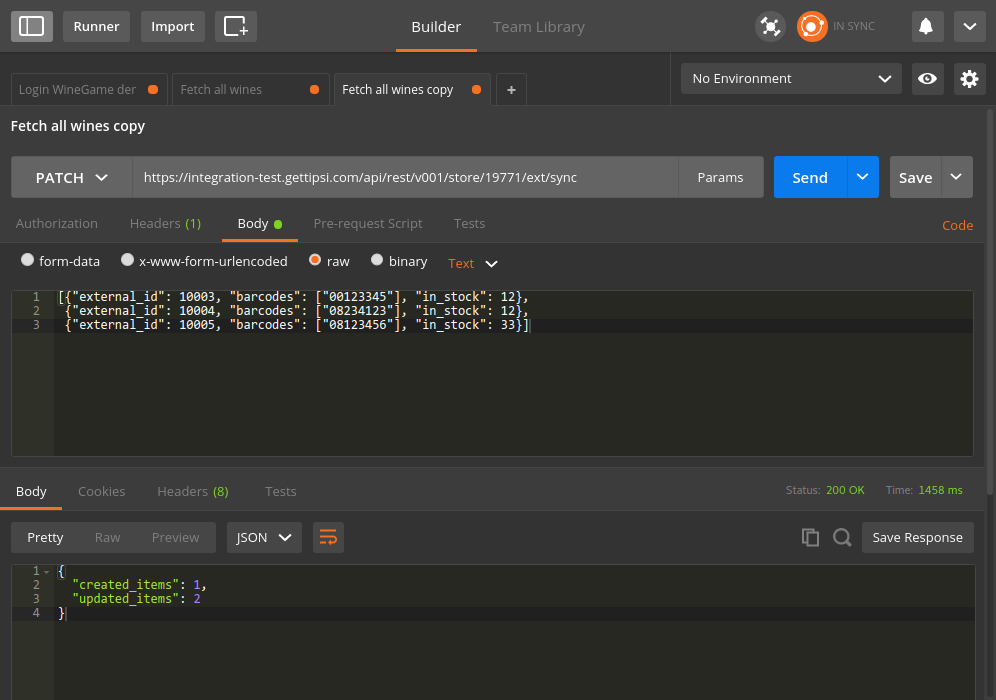 Runner
Import
Builder
Team Library
IN SYNC
Login WineGame der
Fetch all wines
Fetch all wines copy
+
No Environment
Fetch all wines copy
PATCH
https://integration-test.gettipsi.com/api/rest/v001/store/19771/ext/sync
Params
Send
Save
Authorization
Headers (1)
Body
Pre-request Script
Tests
Code
form-data
x-www-form-urlencoded
raw
binary
Text
1 [{"external_id": 10003, "barcodes": ["00123345"], "in_stock": 12},
2 {"external_id": 10004, "barcodes": ["08234123"], "in_stock": 12},
3 {"external_id": 10005, "barcodes": ["08123456"], "in_stock": 33}]
Body
Cookies
Headers (8)
Tests
Status: 200 OK
Time: 1458 ms
Pretty
Raw
Preview
JSON
Save Response
1 {
2 "created_items": 1,
3 "updated_items": 2
4 }